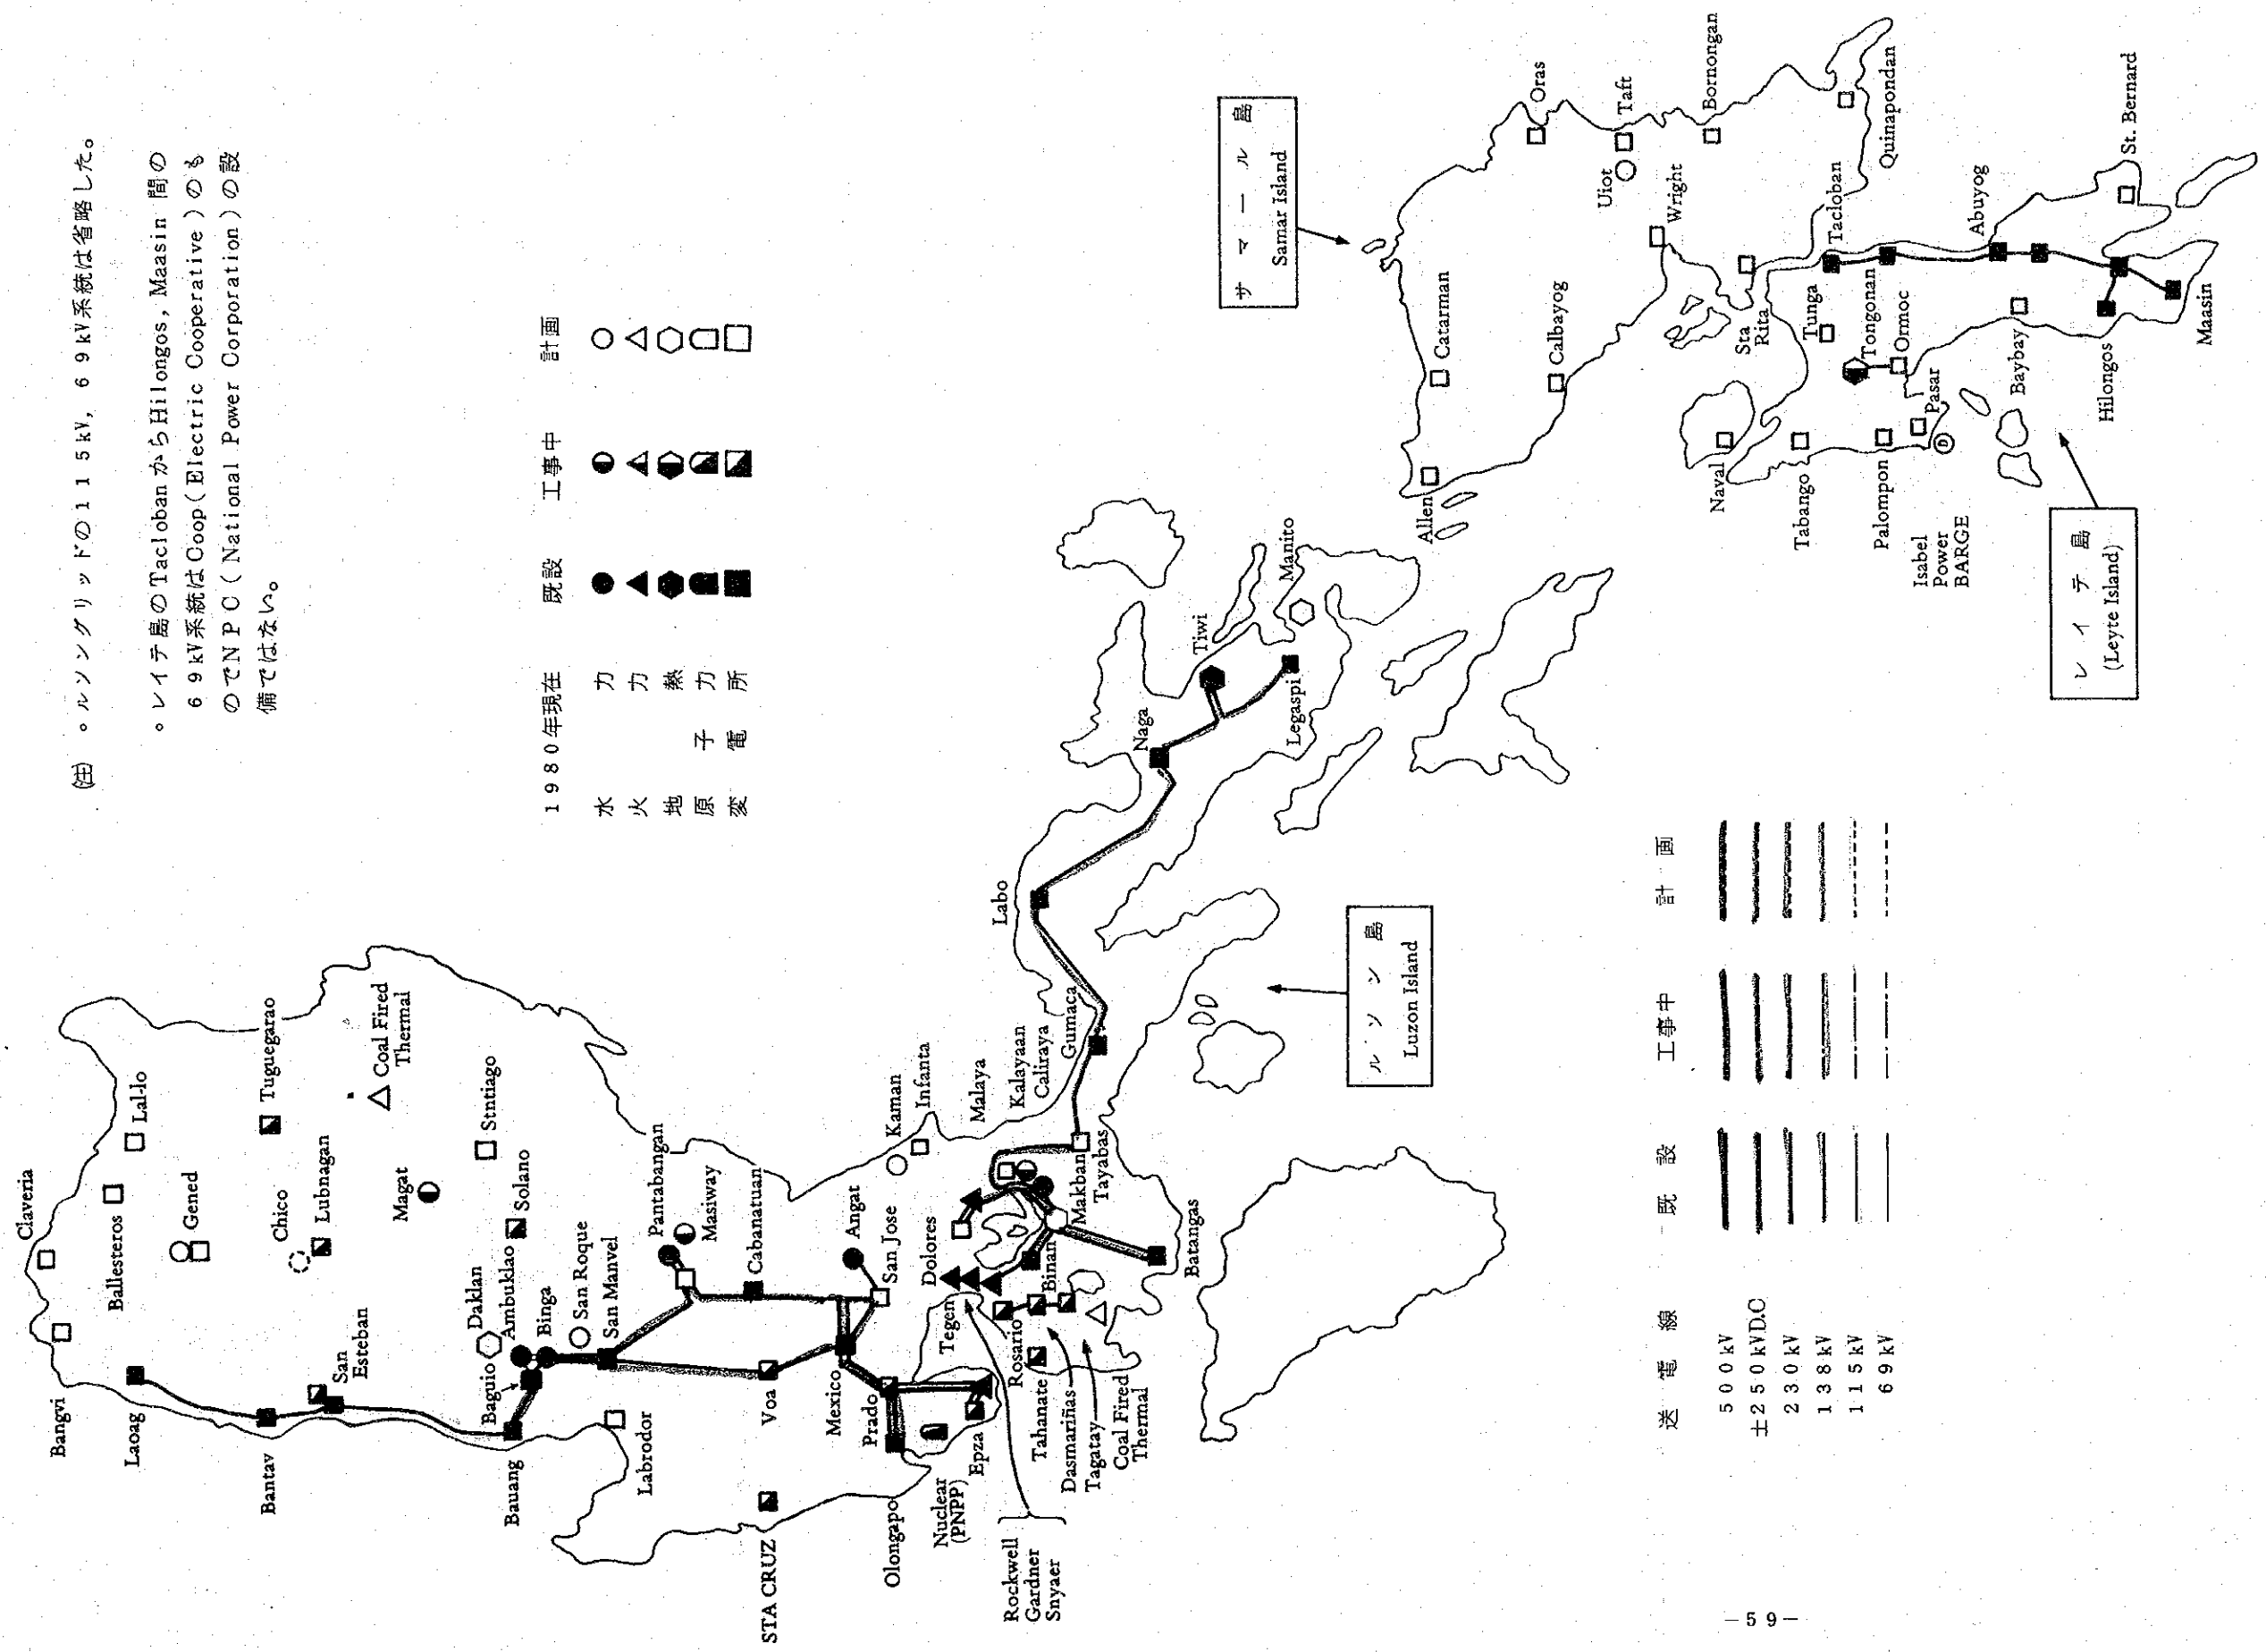 (注) 。ルソングリッドの115kV, 69kV系統は省略した。
。レイテ島のTaclobanからHilongos, Maasin間の
69kV系統はCoop(Electric Cooperative)のも
のでNPC(National Power Corporation)の設
備ではない。
1980年現在 既設 工事中 計画
水力
火力
地熱
原子力
変電所
サマール島
Samar Island
レイテ島
(Leyte Island)
ルソン島
Luzon Island
送電線 既設 工事中 計画
500kV
±250kVD.C
230kV
138kV
115kV
69kV
Claveria
Bangvi
Ballesteros
Lal-lo
Laoag
Gened
Tuguegarao
Chico
Lubnagan
Bantav
San
Esteban
Coal Fired
Thermal
Magat
Stntiago
Solano
Daklan
Ambuklao
Baguio
Binga
Bauang
San Roque
San Manvel
Labrodor
Pantabangan
Masiway
Cabanatuan
Voa
STA CRUZ
Mexico
Angat
San Jose
Prado
Olongapo
Kaman
Infanta
Dolores
Tegen
Nuclear
(PNPP)
Epza
Malaya
Kalayaan
Caliraya
Rosario
Rockwell
Gardner
Snyaer
Tahanate
Binan
Makban
Tayabas
Dasmariñas
Tagatay
Coal Fired
Thermal
Batangas
Gumaca
Labo
Naga
Tiwi
Legaspi
Manito
Allen
Catarman
Calbayog
Oras
Taft
Uiot
Wright
Bornongan
Quinapondan
Sta
Rita
Tacloban
Tunga
Tongonan
Ormoc
Naval
Tabango
Palompon
Pasar
Isabel
Power
BARGE
D
Abuyog
Baybay
Hilongos
Maasin
St. Bernard
-59-